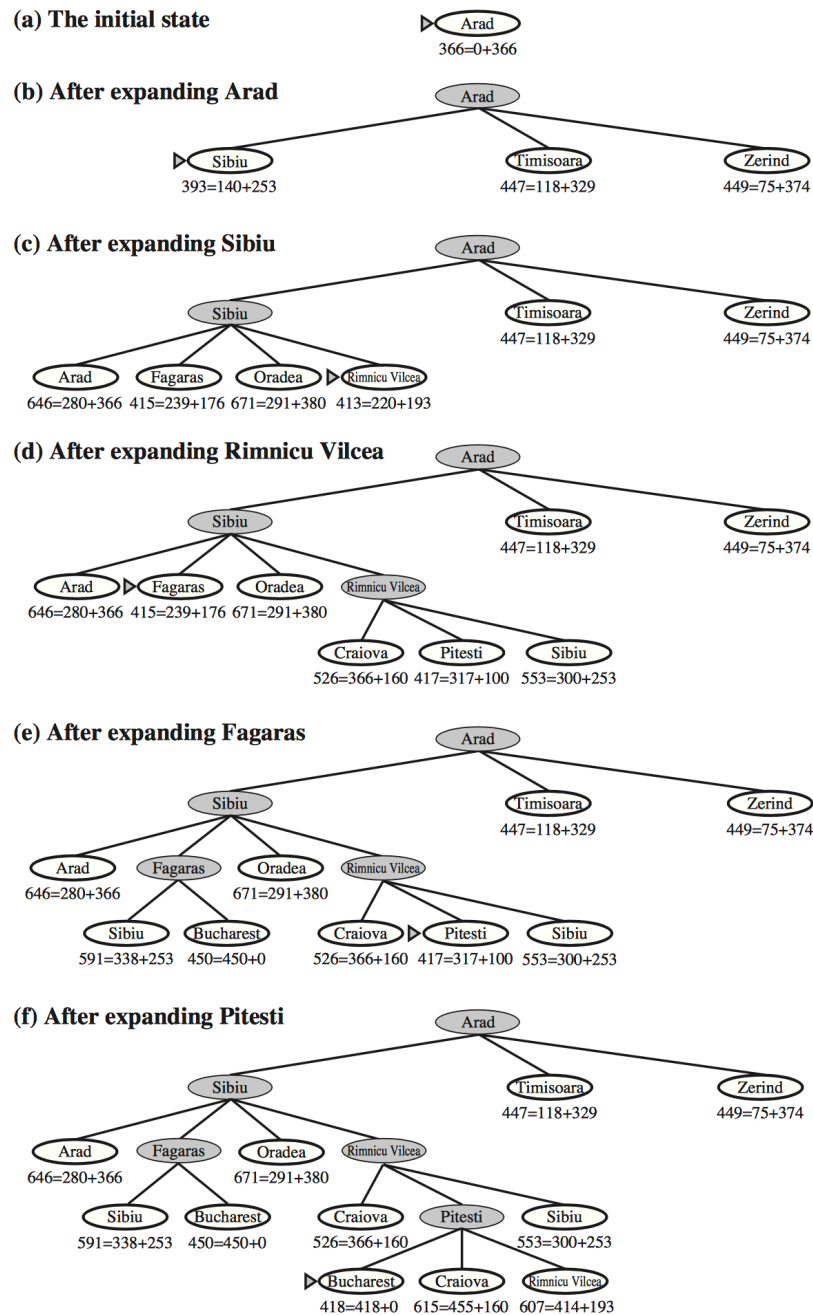 (a) The initial state
Arad
366=0+366
(b) After expanding Arad
Arad
Sibiu Timisoara Zerind
393=140+253 447=118+329 449=75+374
(c) After expanding Sibiu
Arad
Sibiu Timisoara Zerind
447=118+329 449=75+374
Arad Fagaras Oradea Rimnicu Vilcea
646=280+366 415=239+176 671=291+380 413=220+193
(d) After expanding Rimnicu Vilcea
Arad
Sibiu Timisoara Zerind
447=118+329 449=75+374
Arad Fagaras Oradea Rimnicu Vilcea
646=280+366 415=239+176 671=291+380
Craiova Pitesti Sibiu
526=366+160 417=317+100 553=300+253
(e) After expanding Fagaras
Arad
Sibiu Timisoara Zerind
447=118+329 449=75+374
Arad Fagaras Oradea Rimnicu Vilcea
646=280+366 671=291+380
Sibiu Bucharest Craiova Pitesti Sibiu
591=338+253 450=450+0 526=366+160 417=317+100 553=300+253
(f) After expanding Pitesti
Arad
Sibiu Timisoara Zerind
447=118+329 449=75+374
Arad Fagaras Oradea Rimnicu Vilcea
646=280+366 671=291+380
Sibiu Bucharest Craiova Pitesti Sibiu
591=338+253 450=450+0 526=366+160 553=300+253
Bucharest Craiova Rimnicu Vilcea
418=418+0 615=455+160 607=414+193